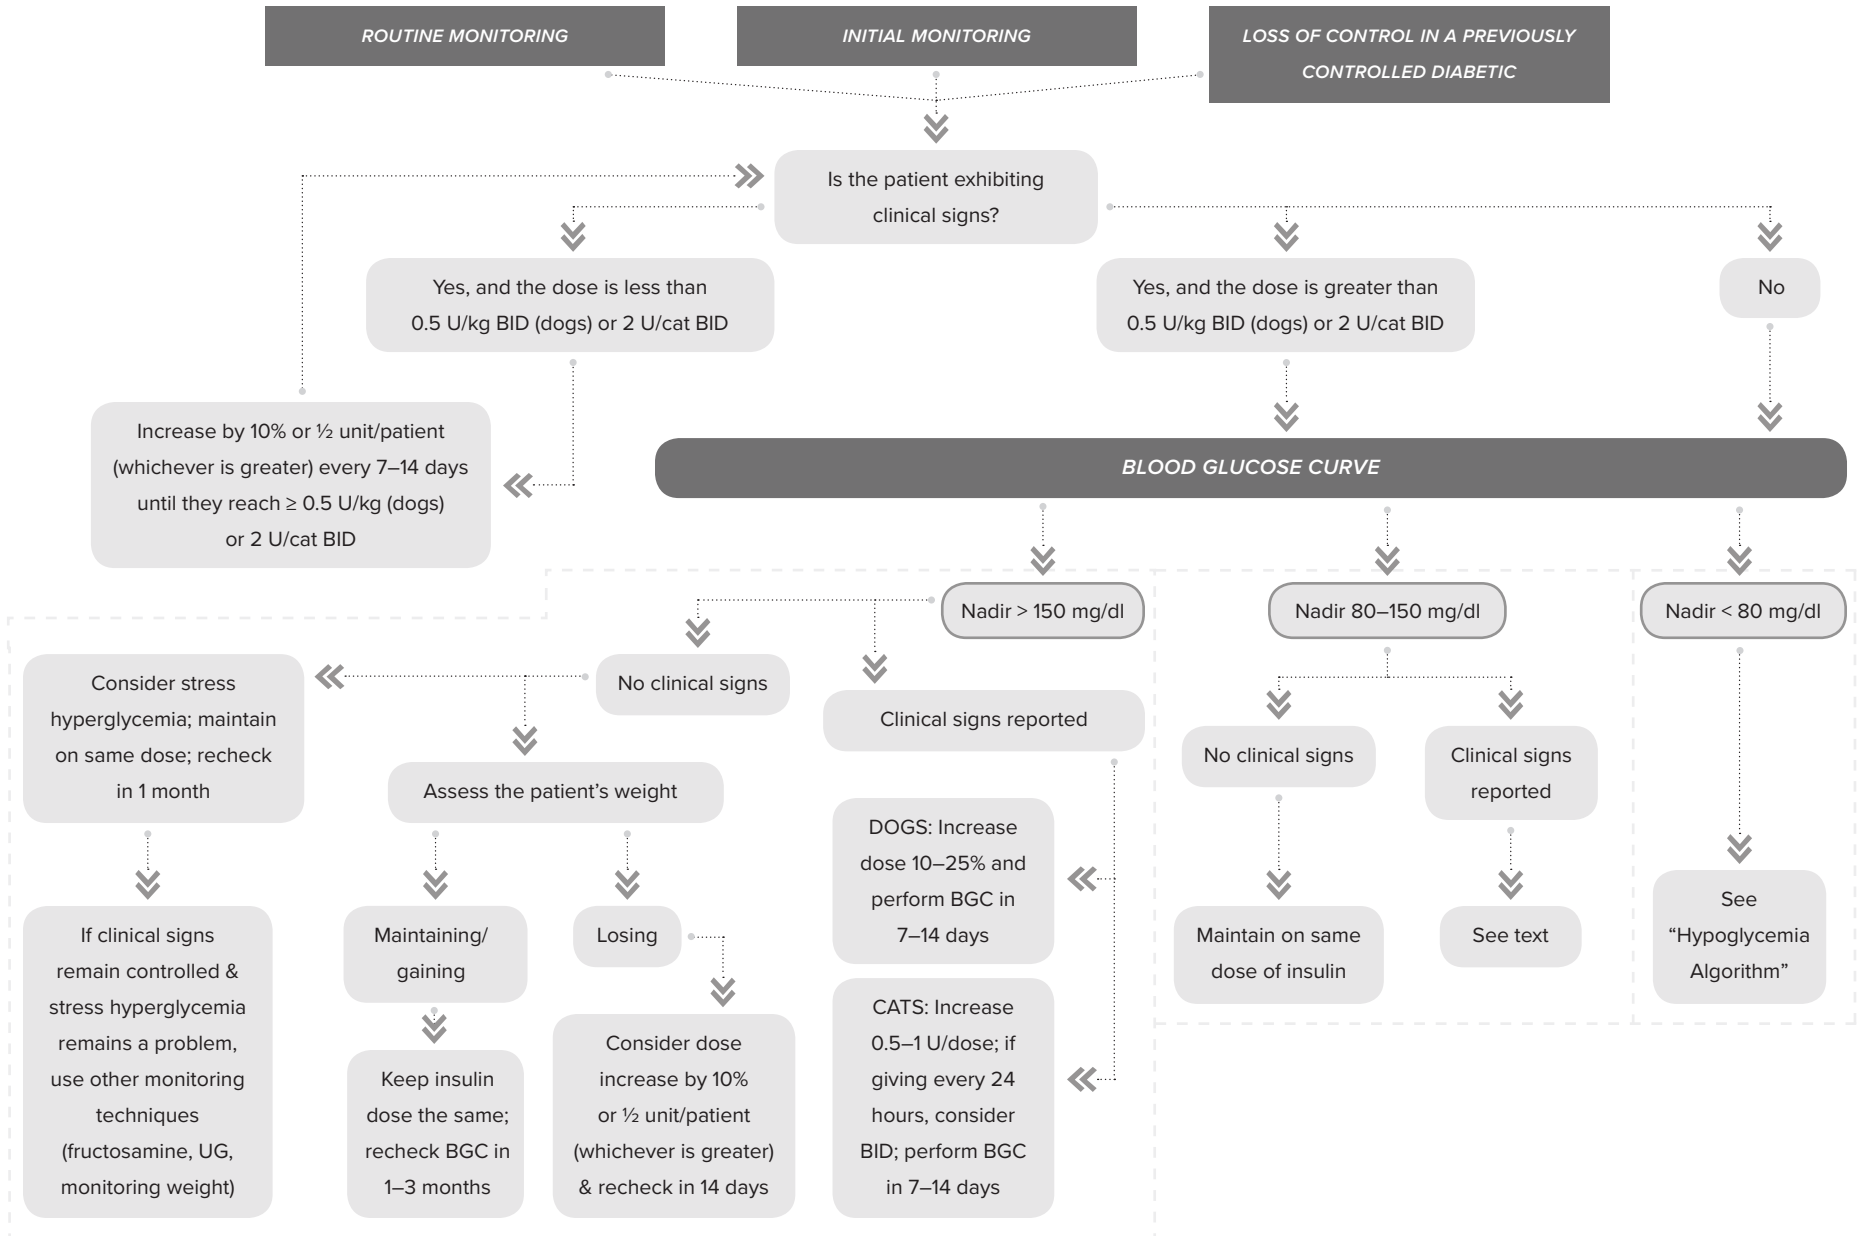 ROUTINE MONITORING
INITIAL MONITORING
LOSS OF CONTROL IN A PREVIOUSLY
CONTROLLED DIABETIC
Is the patient exhibiting
clinical signs?
Yes, and the dose is less than
0.5 U/kg BID (dogs) or 2 U/cat BID
Yes, and the dose is greater than
0.5 U/kg BID (dogs) or 2 U/cat BID
No
Increase by 10% or ½ unit/patient
(whichever is greater) every 7–14 days
until they reach ≥ 0.5 U/kg (dogs)
or 2 U/cat BID
BLOOD GLUCOSE CURVE
Nadir > 150 mg/dl
Nadir 80–150 mg/dl
Nadir < 80 mg/dl
Consider stress
hyperglycemia; maintain
on same dose; recheck
in 1 month
No clinical signs
Clinical signs reported
Assess the patient’s weight
No clinical signs
Clinical signs
reported
DOGS: Increase
dose 10–25% and
perform BGC in
7–14 days
If clinical signs
remain controlled &
stress hyperglycemia
remains a problem,
use other monitoring
techniques
(fructosamine, UG,
monitoring weight)
Maintaining/
gaining
Losing
Keep insulin
dose the same;
recheck BGC in
1–3 months
Consider dose
increase by 10%
or ½ unit/patient
(whichever is greater)
& recheck in 14 days
CATS: Increase
0.5–1 U/dose; if
giving every 24
hours, consider
BID; perform BGC
in 7–14 days
Maintain on same
dose of insulin
See text
See
“Hypoglycemia
Algorithm”